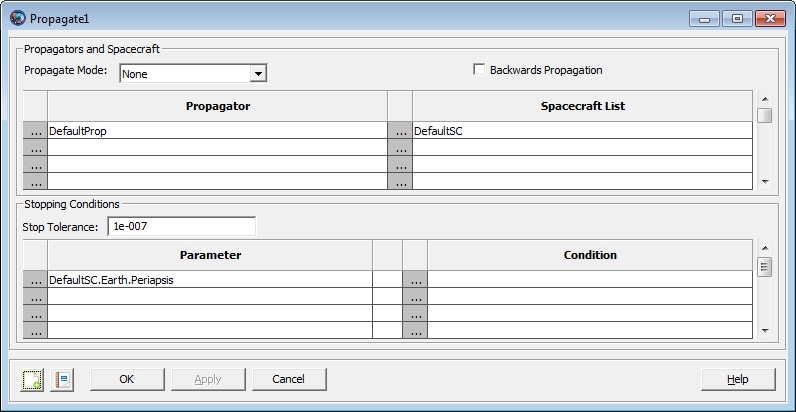 Propagate1
Propagators and Spacecraft
Propagate Mode: None Backwards Propagation
Propagator Spacecraft List
... DefaultProp ... DefaultSC
... ...
... ...
... ...
Stopping Conditions
Stop Tolerance: 1e-007
Parameter Condition
... DefaultSC.Earth.Periapsis ...
... ...
... ...
... ...
OK Apply Cancel Help